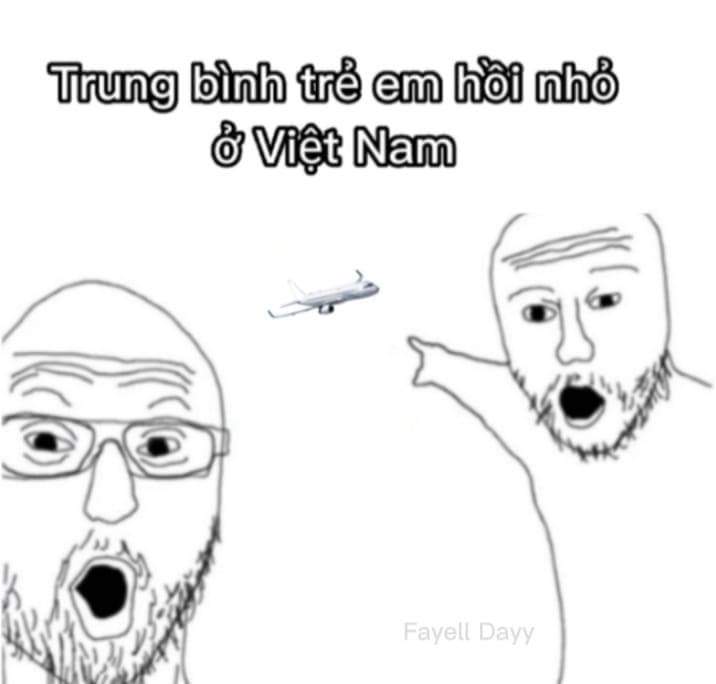 Trung bình trẻ em hồi nhỏ
ở Việt Nam
Fayell Dayy